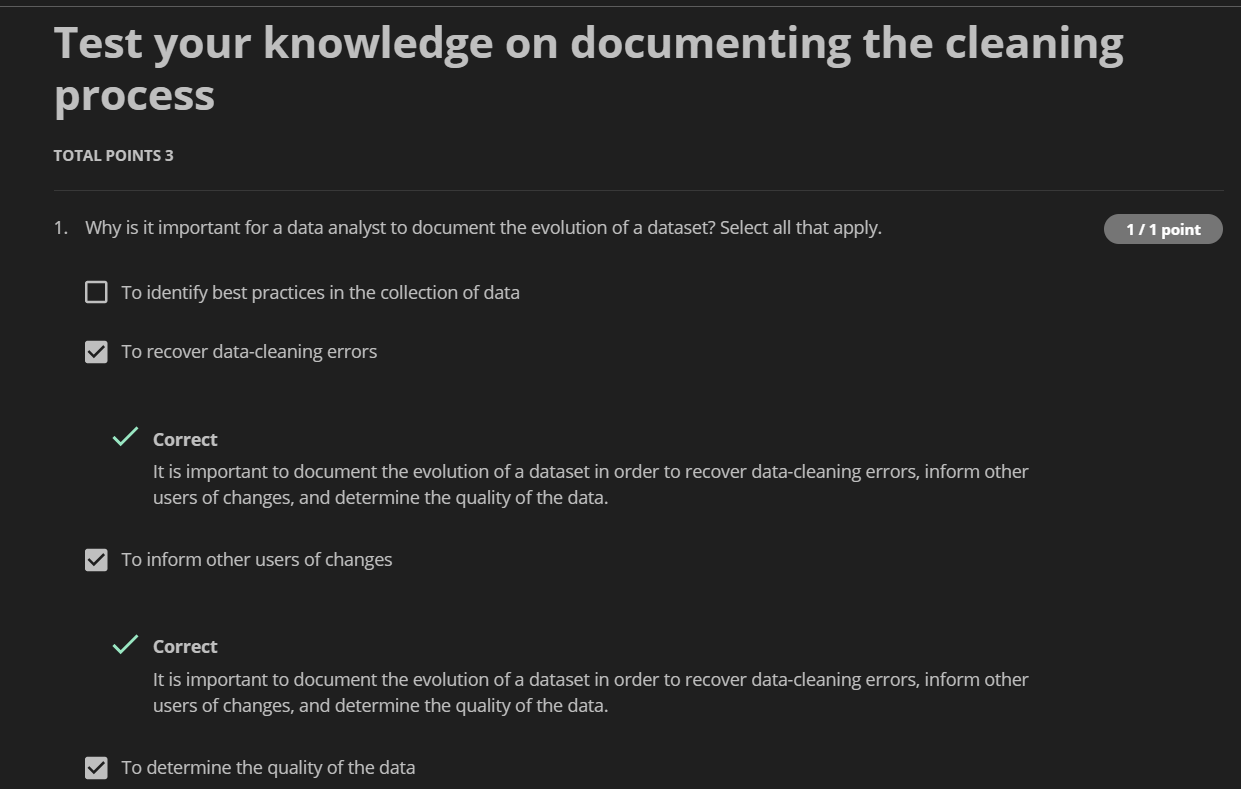 Test your knowledge on documenting the cleaning
process
TOTAL POINTS 3
1. Why is it important for a data analyst to document the evolution of a dataset? Select all that apply.
1 / 1 point
To identify best practices in the collection of data
To recover data-cleaning errors
Correct
It is important to document the evolution of a dataset in order to recover data-cleaning errors, inform other
users of changes, and determine the quality of the data.
To inform other users of changes
Correct
It is important to document the evolution of a dataset in order to recover data-cleaning errors, inform other
users of changes, and determine the quality of the data.
To determine the quality of the data